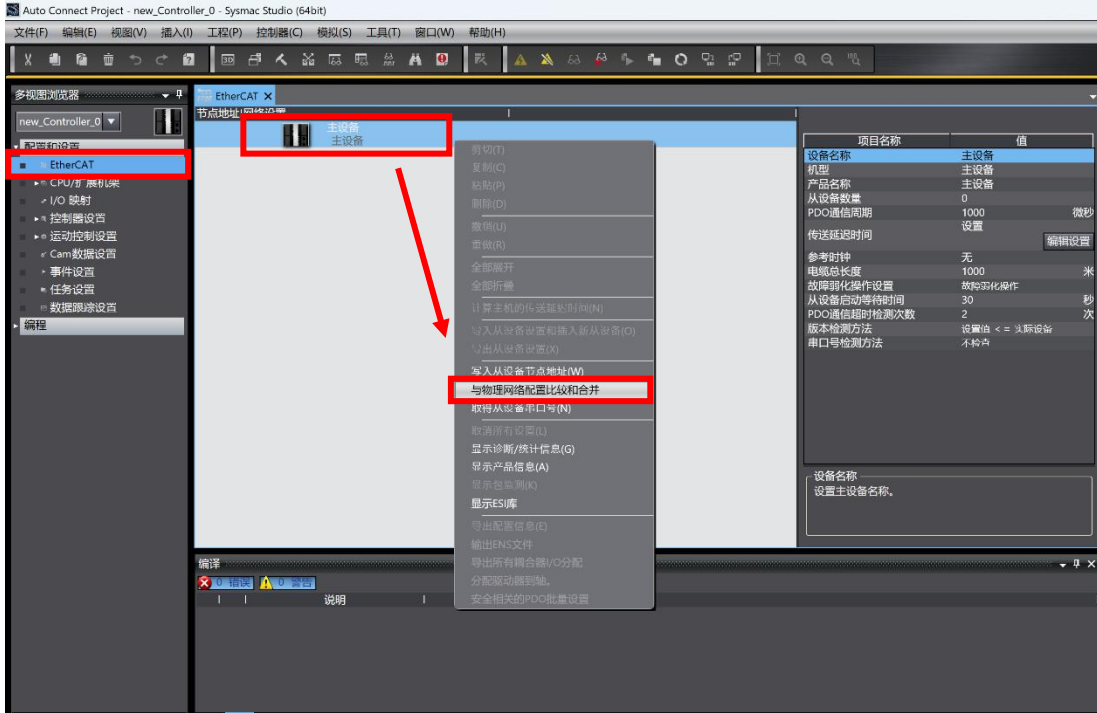 Auto Connect Project - new_Controller_0 - Sysmac Studio (64bit)
文件(F) 编辑(E) 视图(V) 插入(I) 工程(P) 控制器(C) 模拟(S) 工具(T) 窗口(W) 帮助(H)
多视图浏览器
new_Controller_0
配置和设置
EtherCAT
CPU/扩展机架
I/O 映射
控制器设置
运动控制设置
Cam数据设置
事件设置
任务设置
数据跟踪设置
编程
EtherCAT
节点地址|网络设置
主设备
主设备
剪切(T)
复制(C)
粘贴(P)
删除(D)
撤销(U)
重做(R)
全部展开
全部折叠
计算主机的传送延迟时间(N)
导入从设备设置和插入新从设备(O)
导出从设备设置(X)
写入从设备节点地址(W)
与物理网络配置比较和合并
取得从设备串口号(N)
取消所有设置(L)
显示诊断/统计信息(G)
显示产品信息(A)
显示包监测(K)
显示ESI库
导出配置信息(E)
输出ENS文件
导出所有耦合器I/O分配
分配驱动器到轴。
安全相关的PDO批量设置
项目名称 值
设备名称 主设备
机型 主设备
产品名称 主设备
从设备数量 0
PDO通信周期 1000 微秒
传送延迟时间 设置
编辑设置
参考时钟 无
电缆总长度 1000 米
故障弱化操作设置 故障弱化操作
从设备启动等待时间 30 秒
PDO通信超时检测次数 2 次
版本检测方法 设置值 <= 实际设备
串口号检测方法 不检查
设备名称
设置主设备名称。
编译
0 错误 0 警告
说明